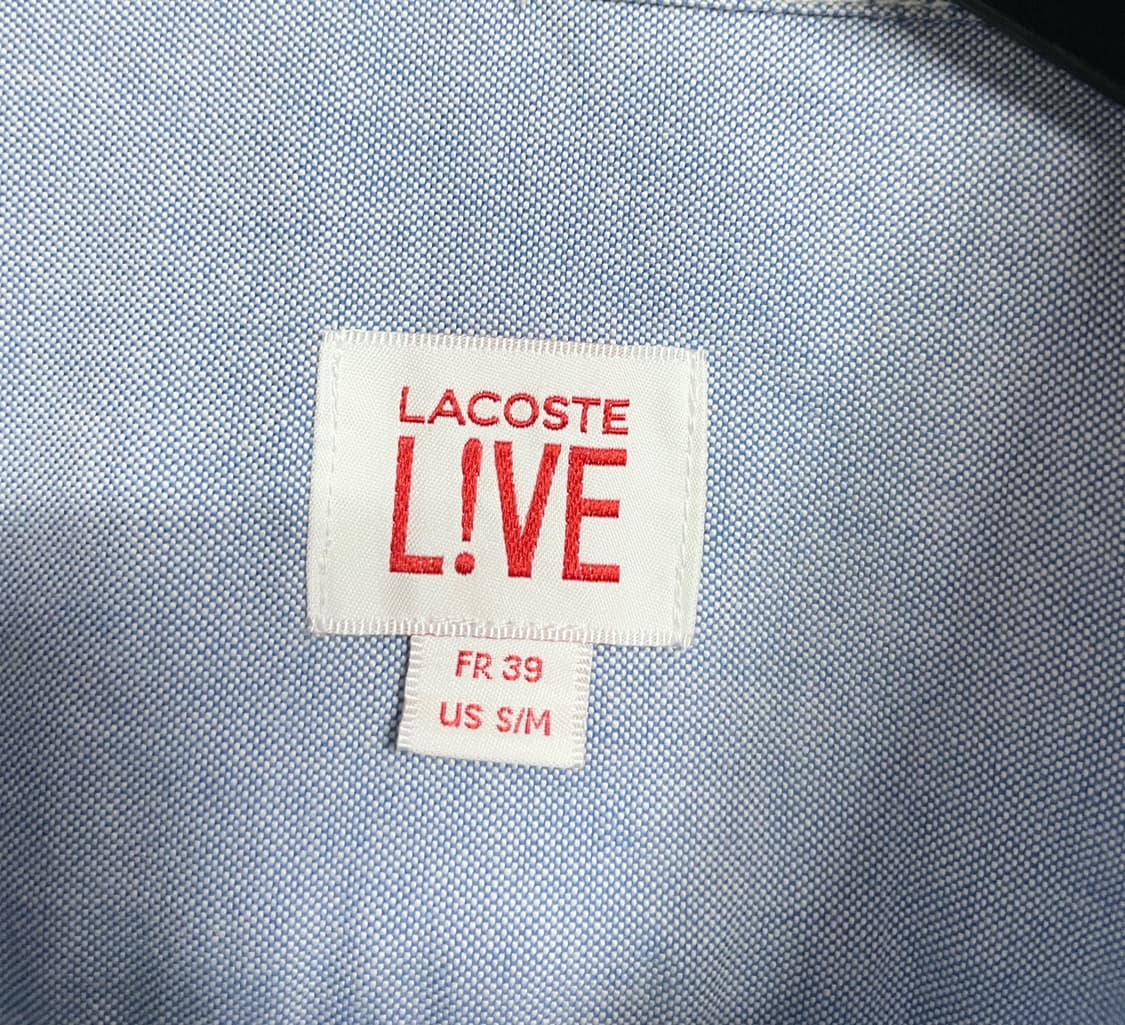 LACOSTE
L!VE
FR 39
US S/M